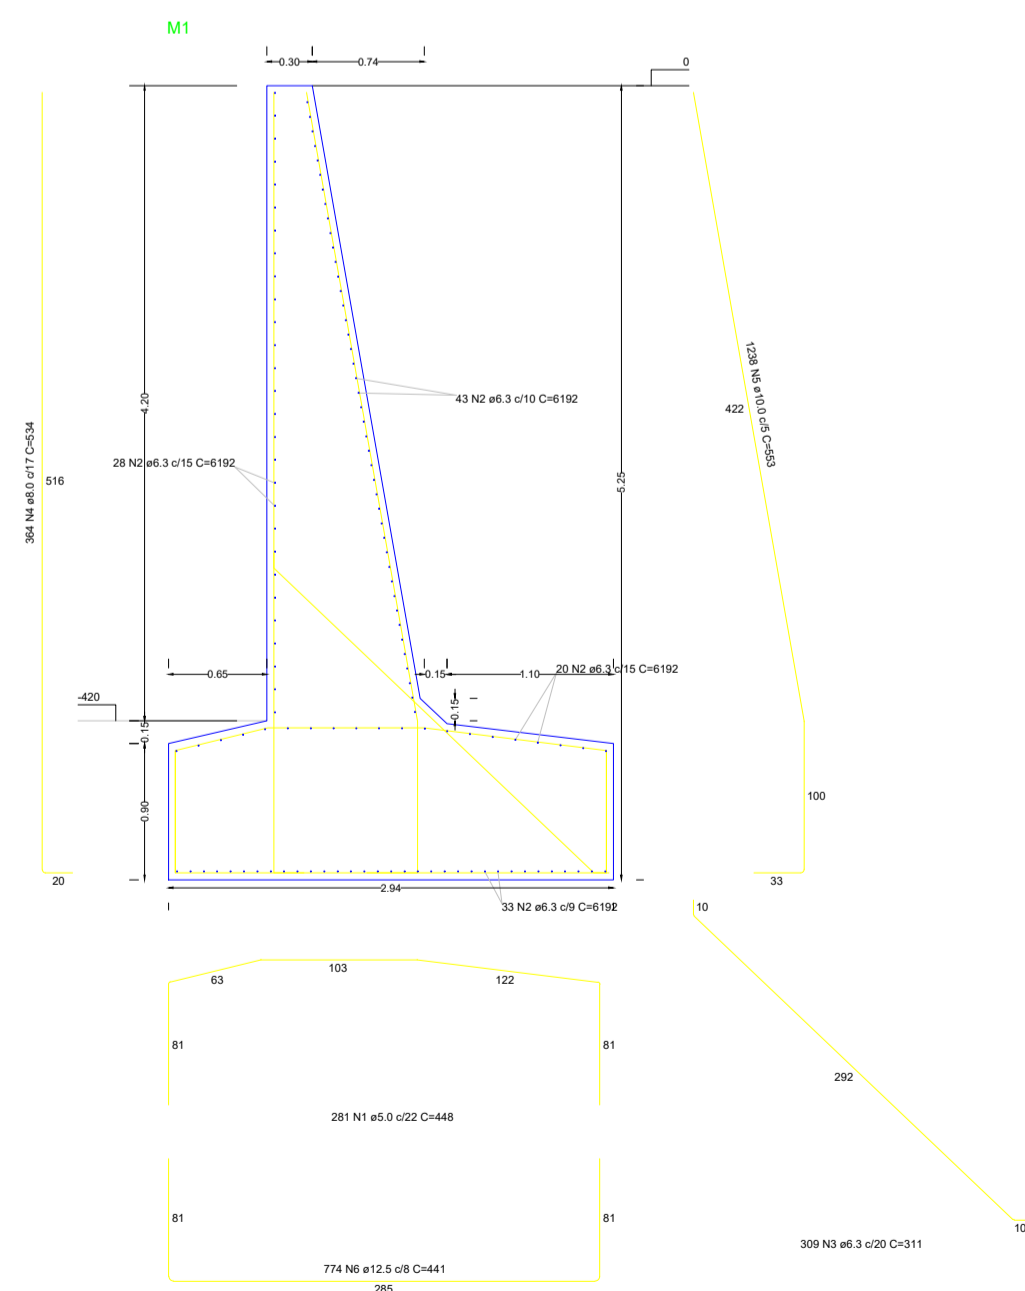 M1
0.30
0.74
0
4.20
5.25
364 N4 ø8.0 c/17 C=534
516
28 N2 ø6.3 c/15 C=6192
43 N2 ø6.3 c/10 C=6192
1238 N5 ø10.0 c/5 C=553
422
0.65
0.15
1.10
20 N2 ø6.3 c/15 C=6192
-420
0.15
0.15
0.90
100
20
2.94
33
33 N2 ø6.3 c/9 C=6192
10
103
63
122
81
81
292
281 N1 ø5.0 c/22 C=448
81
81
10
309 N3 ø6.3 c/20 C=311
774 N6 ø12.5 c/8 C=441
285